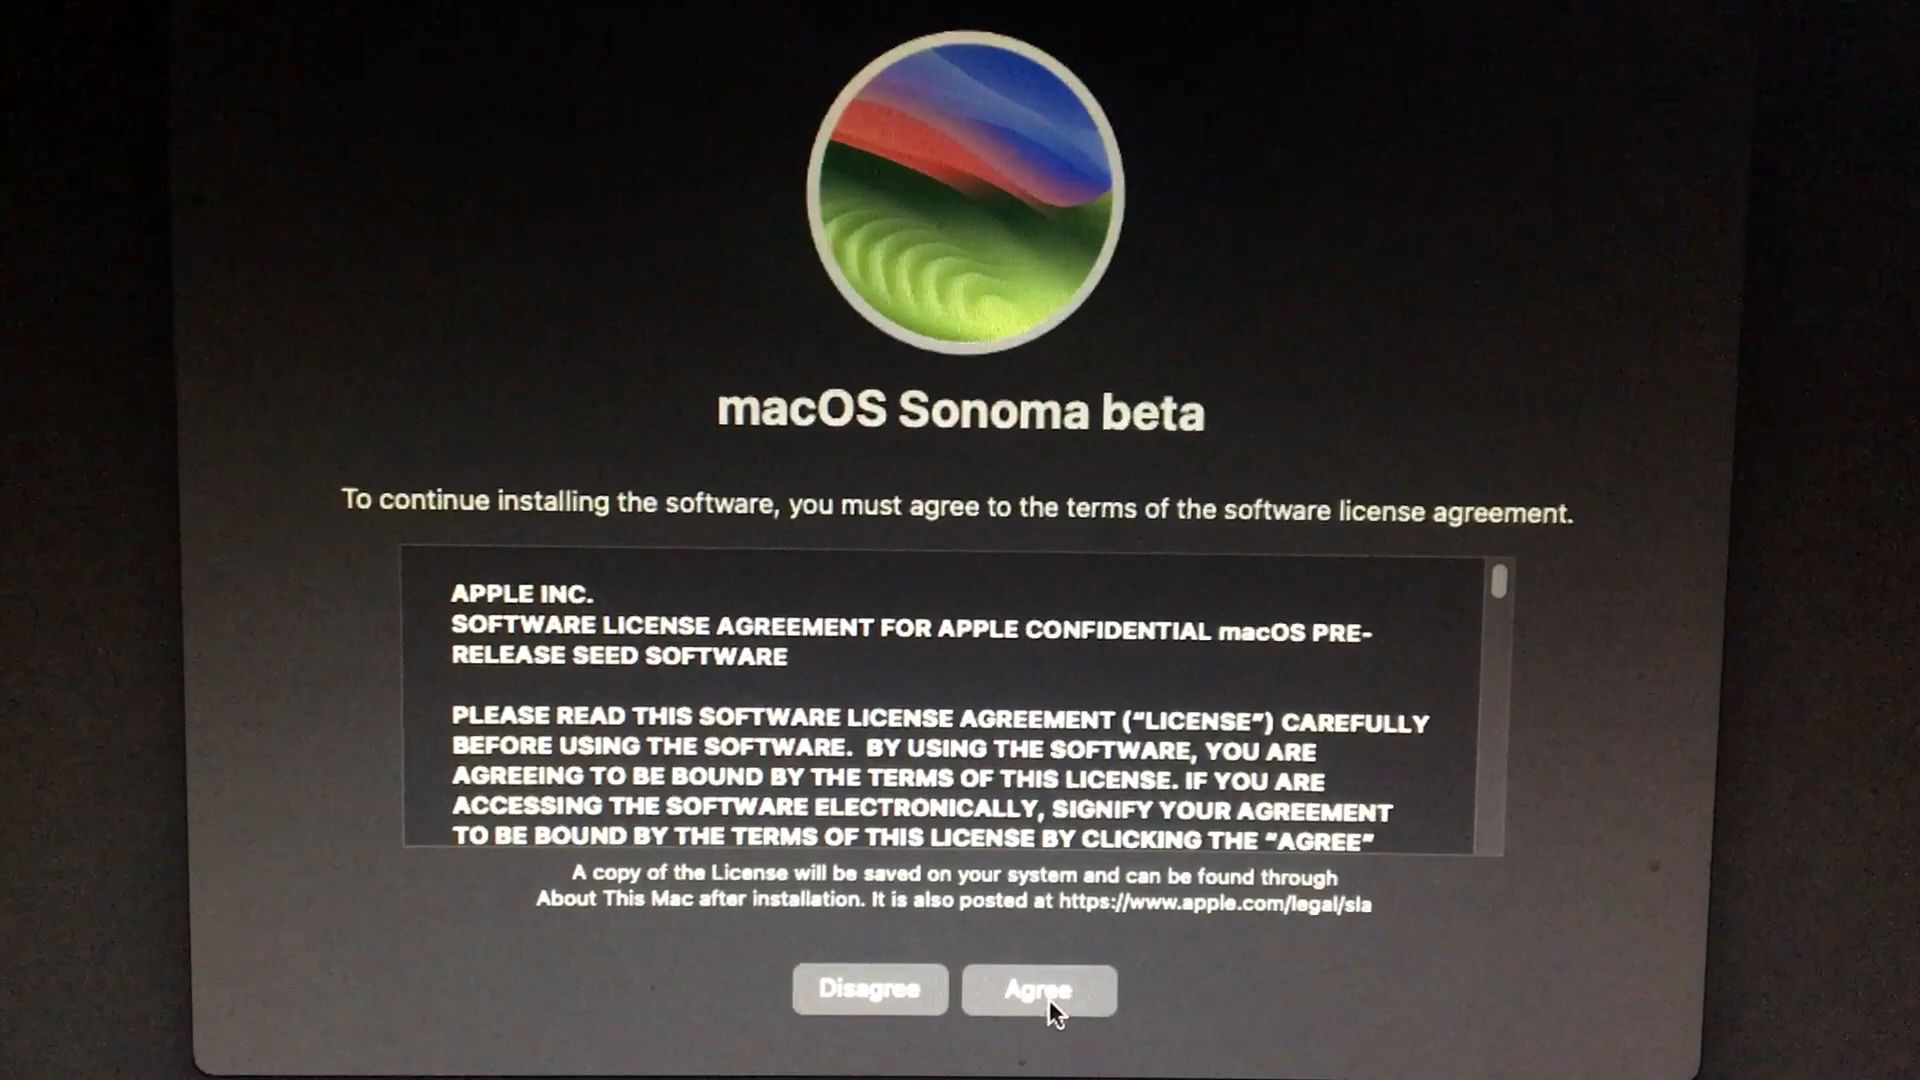 macOS Sonoma beta
To continue installing the software, you must agree to the terms of the software license agreement.
APPLE INC.
SOFTWARE LICENSE AGREEMENT FOR APPLE CONFIDENTIAL macOS PRE-
RELEASE SEED SOFTWARE
PLEASE READ THIS SOFTWARE LICENSE AGREEMENT (“LICENSE”) CAREFULLY
BEFORE USING THE SOFTWARE.  BY USING THE SOFTWARE, YOU ARE
AGREEING TO BE BOUND BY THE TERMS OF THIS LICENSE. IF YOU ARE
ACCESSING THE SOFTWARE ELECTRONICALLY, SIGNIFY YOUR AGREEMENT
TO BE BOUND BY THE TERMS OF THIS LICENSE BY CLICKING THE “AGREE”
A copy of the License will be saved on your system and can be found through
About This Mac after installation. It is also posted at https://www.apple.com/legal/sla
Disagree Agree